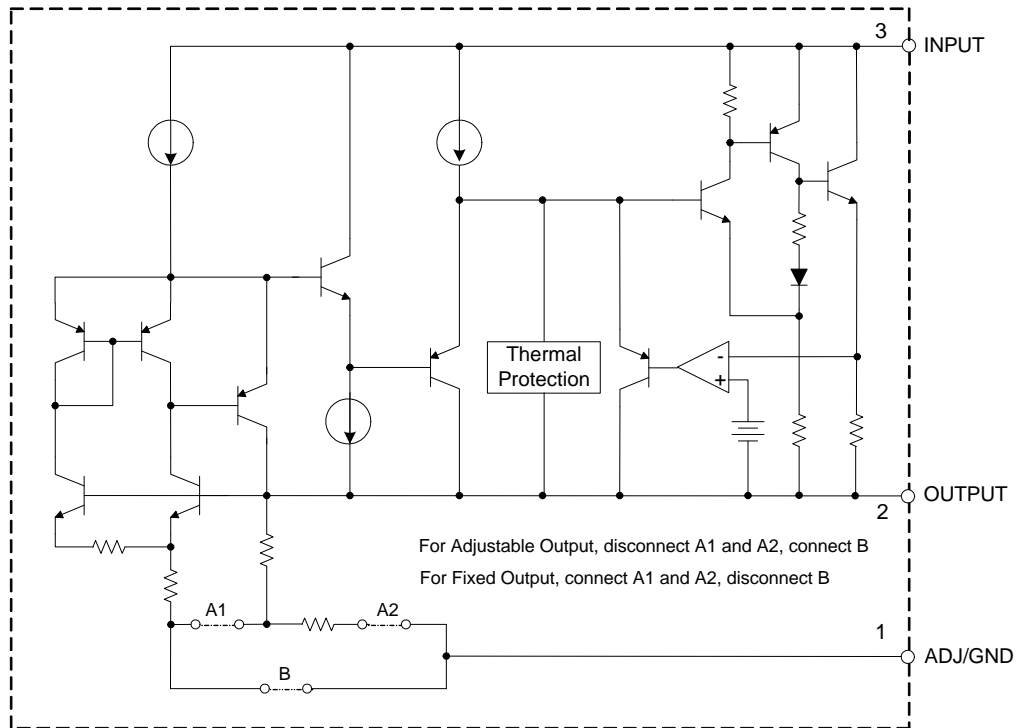 3
INPUT
Thermal
Protection
-
+
OUTPUT
2
For Adjustable Output, disconnect A1 and A2, connect B
For Fixed Output, connect A1 and A2, disconnect B
A1
A2
1
ADJ/GND
B